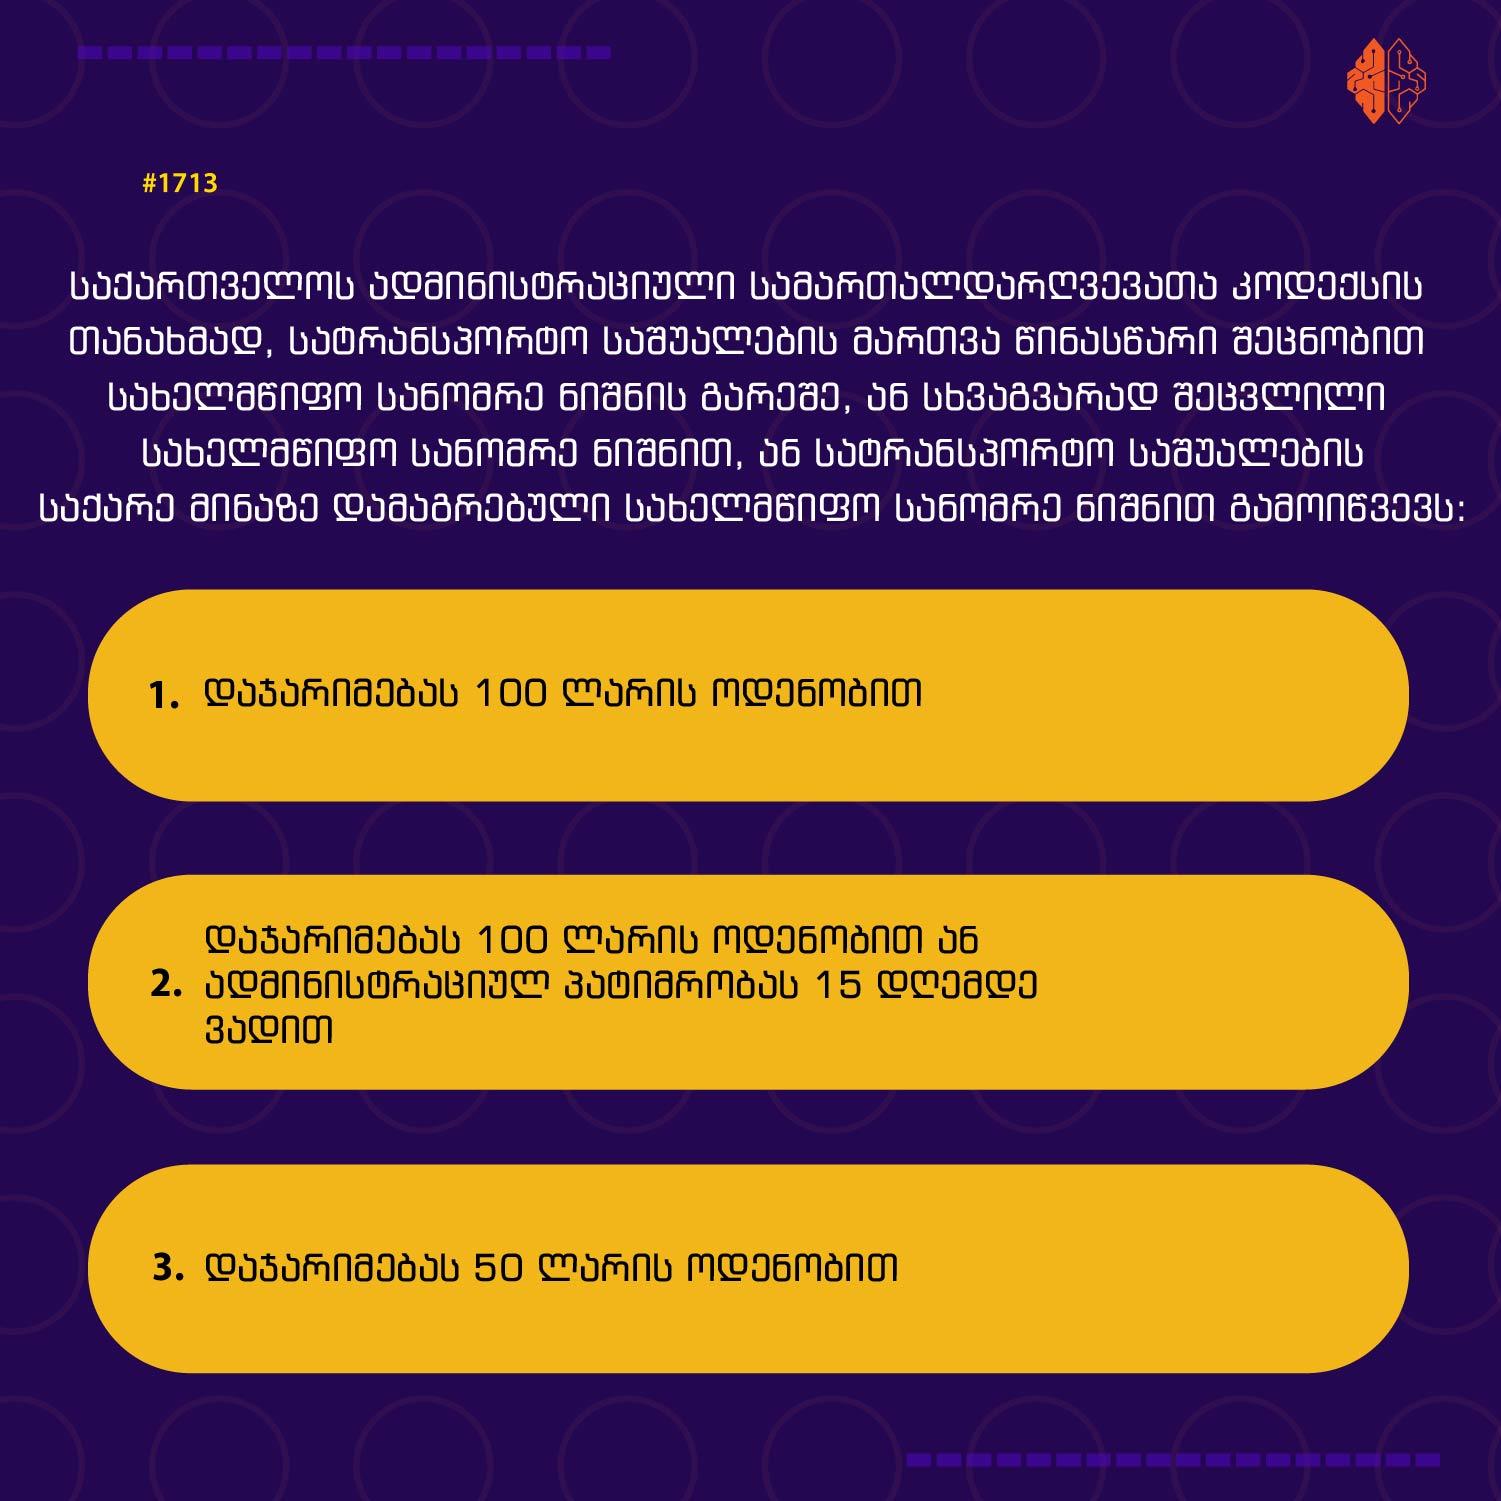 #1713
საქართველოს ადმინისტრაციული სამართალდარღვევათა კოდექსის
თანახმად, სატრანსპორტო საშუალების მართვა წინასწარი შეცნობით
სახელმწიფო სანომრე ნიშნის გარეშე, ან სხვაგვარად შეცვლილი
სახელმწიფო სანომრე ნიშნით, ან სატრანსპორტო საშუალების
საქარე მინაზე დამაგრებული სახელმწიფო სანომრე ნიშნით გამოიწვევს:
1. დაჯარიმებას 100 ლარის ოდენობით
დაჯარიმებას 100 ლარის ოდენობით ან
2. ადმინისტრაციულ პატიმრობას 15 დღემდე
ვადით
3. დაჯარიმებას 50 ლარის ოდენობით